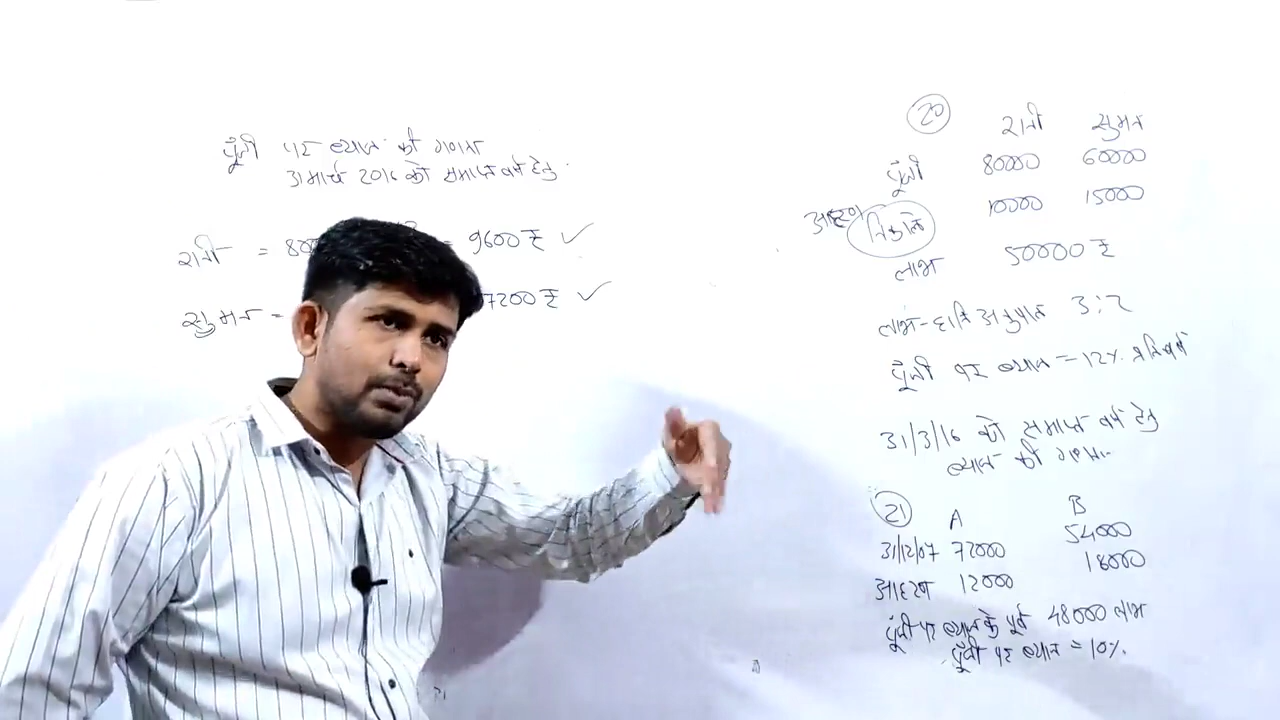 पूँजी पर ब्याज की गणना
31 मार्च 2016 को समाप्त वर्ष हेतु
रानी = 800 = 9600 ₹ ✓
सुमन = 7200 ₹ ✓
20
रानी सुमन
पूँजी 80000 60000
आहरण निकाले 10000 15000
लाभ 50000 ₹
लाभ-हानि अनुपात 3:2
पूँजी पर ब्याज = 12% प्रतिवर्ष
31/3/16 को समाप्त वर्ष हेतु
ब्याज की गणना
21
A B
31/12/07 72000 54000
आहरण 12000 18000
पूँजी पर ब्याज के पूर्व 48000 लाभ
पूँजी पर ब्याज = 10%.